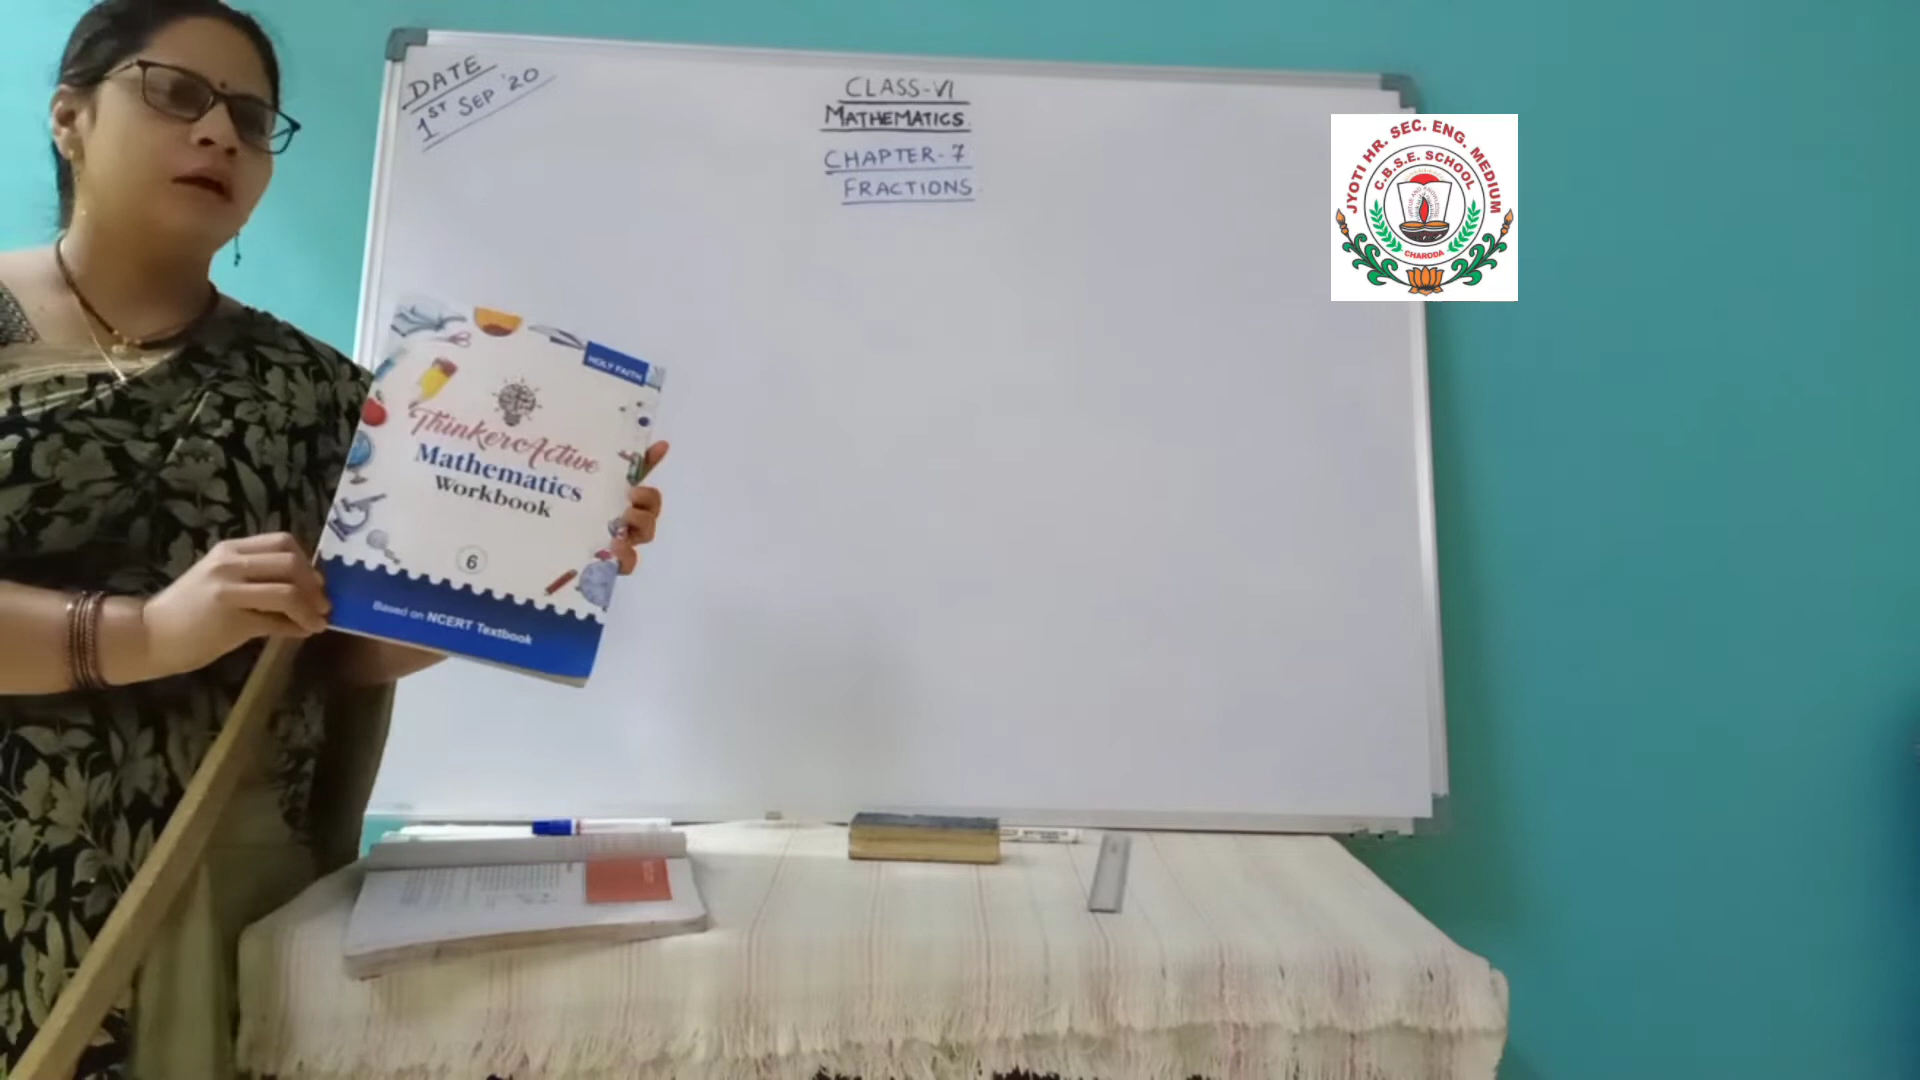 DATE
1ST SEP '20
CLASS-VI
MATHEMATICS
CHAPTER-7
FRACTIONS
JYOTI HR. SEC. ENG. MEDIUM
C.B.S.E. SCHOOL
CHARODA
HOLY FAITH
ThinkerActive
Mathematics
Workbook
6
Based on NCERT Textbook